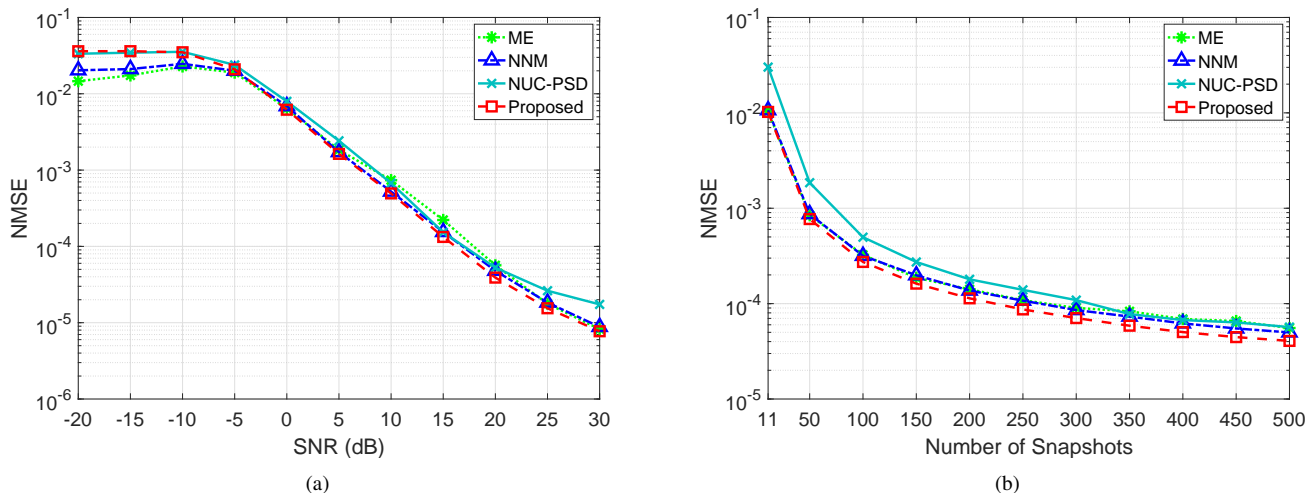 10^-1
10^-2
10^-3
10^-4
10^-5
10^-6
NMSE
-20 -15 -10 -5 0 5 10 15 20 25 30
SNR (dB)
ME
NNM
NUC-PSD
Proposed
(a)
10^-1
10^-2
10^-3
10^-4
10^-5
NMSE
11 50 100 150 200 250 300 350 400 450 500
Number of Snapshots
ME
NNM
NUC-PSD
Proposed
(b)